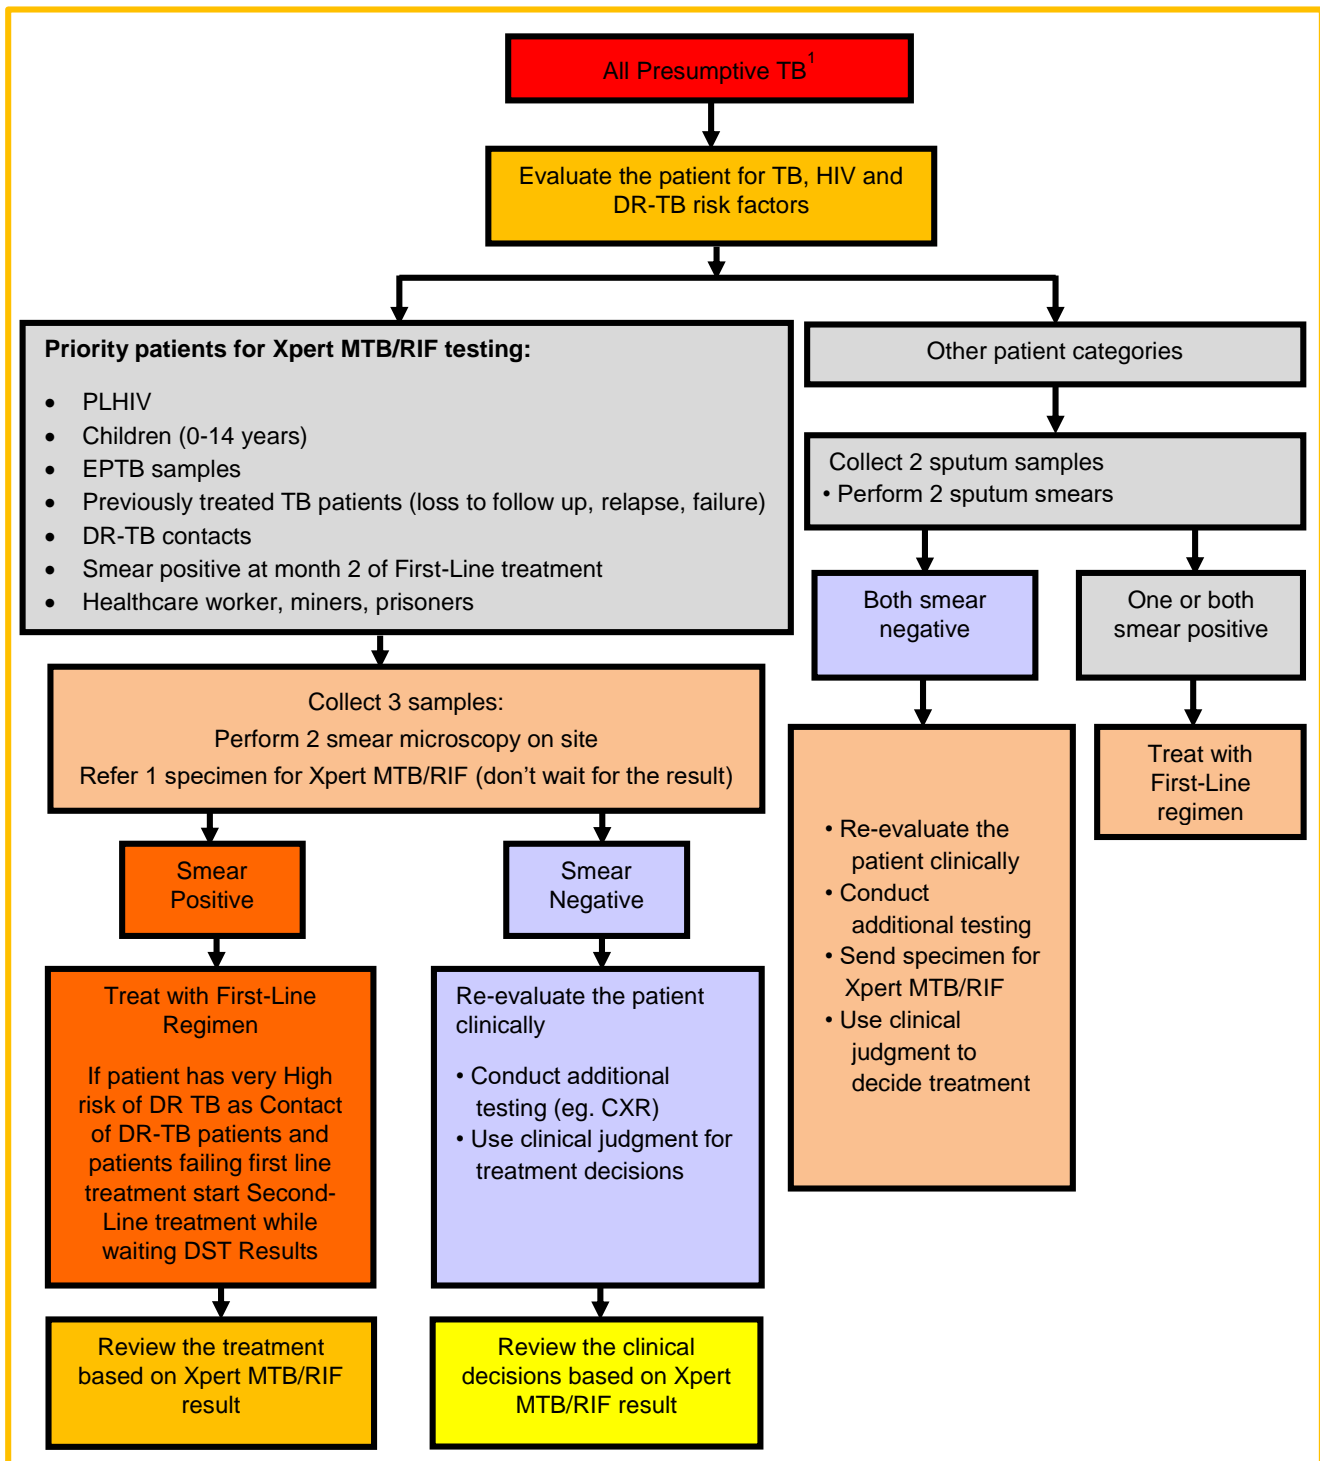 All Presumptive TB1
Evaluate the patient for TB, HIV and
DR-TB risk factors
Priority patients for Xpert MTB/RIF testing:
• PLHIV
• Children (0-14 years)
• EPTB samples
• Previously treated TB patients (loss to follow up, relapse, failure)
• DR-TB contacts
• Smear positive at month 2 of First-Line treatment
• Healthcare worker, miners, prisoners
Other patient categories
Collect 2 sputum samples
• Perform 2 sputum smears
Both smear
negative
One or both
smear positive
Collect 3 samples:
Perform 2 smear microscopy on site
Refer 1 specimen for Xpert MTB/RIF (don’t wait for the result)
• Re-evaluate the
patient clinically
• Conduct
additional testing
• Send specimen for
Xpert MTB/RIF
• Use clinical
judgment to
decide treatment
Treat with
First-Line
regimen
Smear
Positive
Smear
Negative
Treat with First-Line
Regimen
If patient has very High
risk of DR TB as Contact
of DR-TB patients and
patients failing first line
treatment start Second-
Line treatment while
waiting DST Results
Re-evaluate the patient
clinically
• Conduct additional
testing (eg. CXR)
• Use clinical judgment for
treatment decisions
Review the treatment
based on Xpert MTB/RIF
result
Review the clinical
decisions based on Xpert
MTB/RIF result